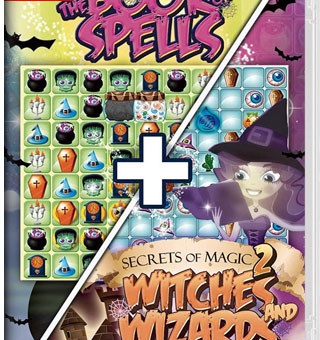 THE BOOK OF
SPELLS
SECRETS OF MAGIC 2
WITCHES
AND
WIZARDS